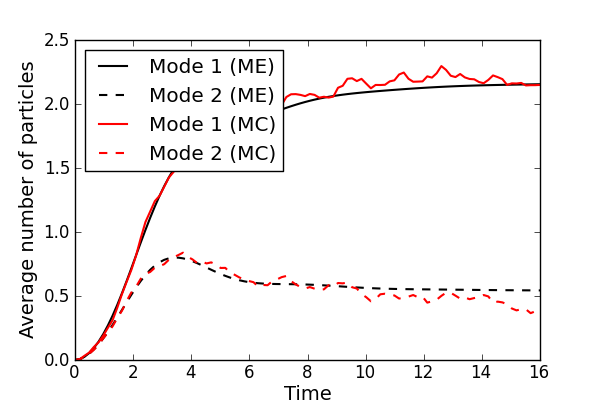 2.5
2.0
1.5
1.0
0.5
0.0
Average number of particles
Mode 1 (ME)
Mode 2 (ME)
Mode 1 (MC)
Mode 2 (MC)
0 2 4 6 8 10 12 14 16
Time